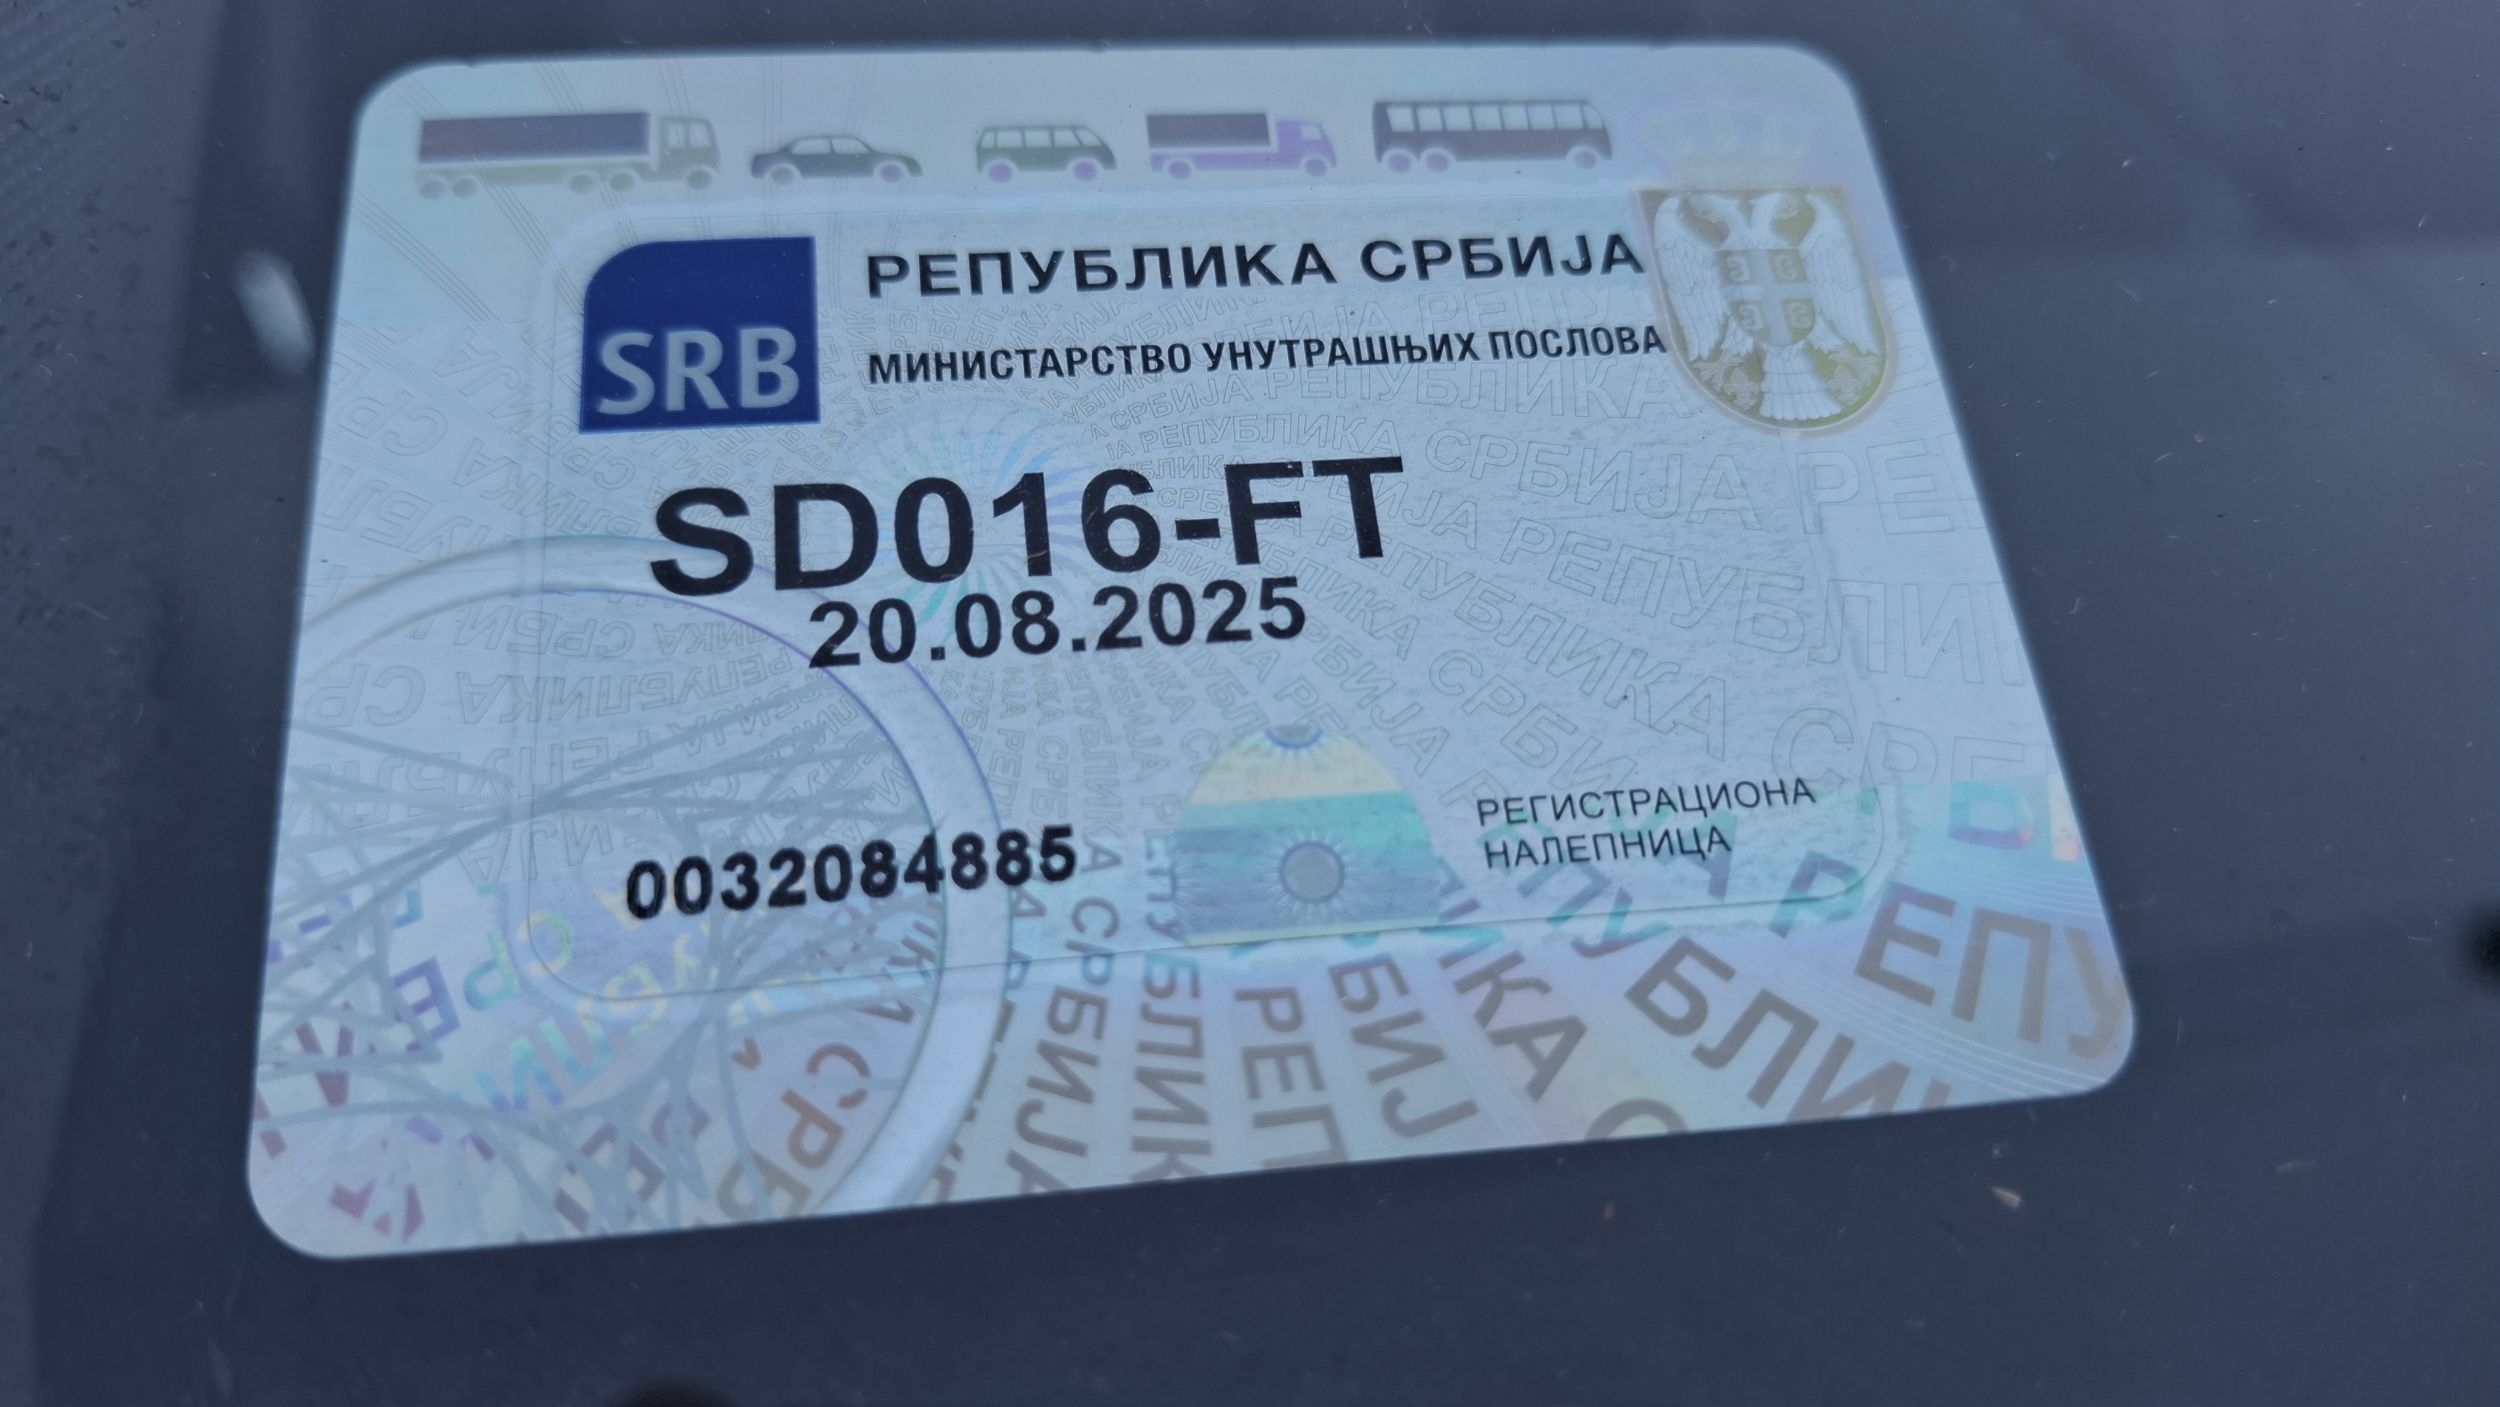 РЕПУБЛИКА СРБИЈА
SRB
МИНИСТАРСТВО УНУТРАШЊИХ ПОСЛОВА
SD016-FT
20.08.2025
РЕГИСТРАЦИОНА
НАЛЕПНИЦА
0032084885